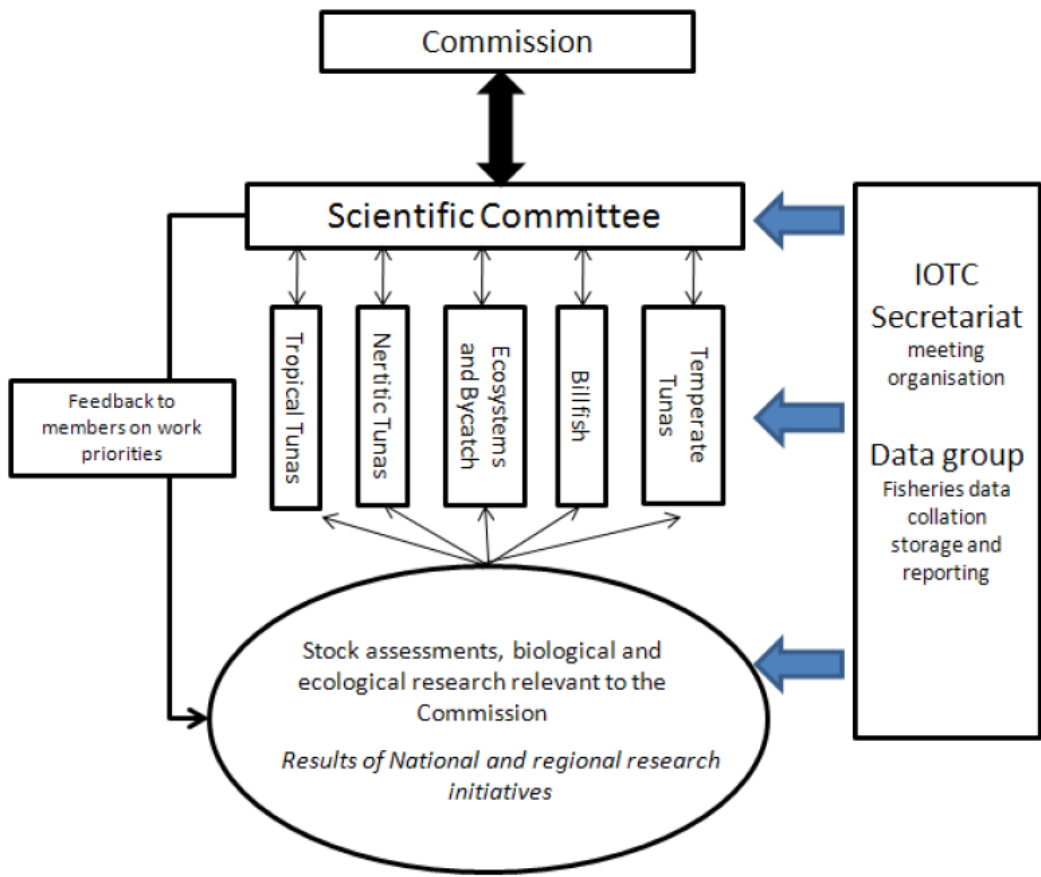 Commission
Scientific Committee
Tropical Tunas
Nertitic Tunas
Ecosystems
and Bycatch
Billfish
Temperate
Tunas
Feedback to
members on work
priorities
Stock assessments, biological and
ecological research relevant to the
Commission
Results of National and regional research
initiatives
IOTC
Secretariat
meeting
organisation
Data group
Fisheries data
collation
storage and
reporting